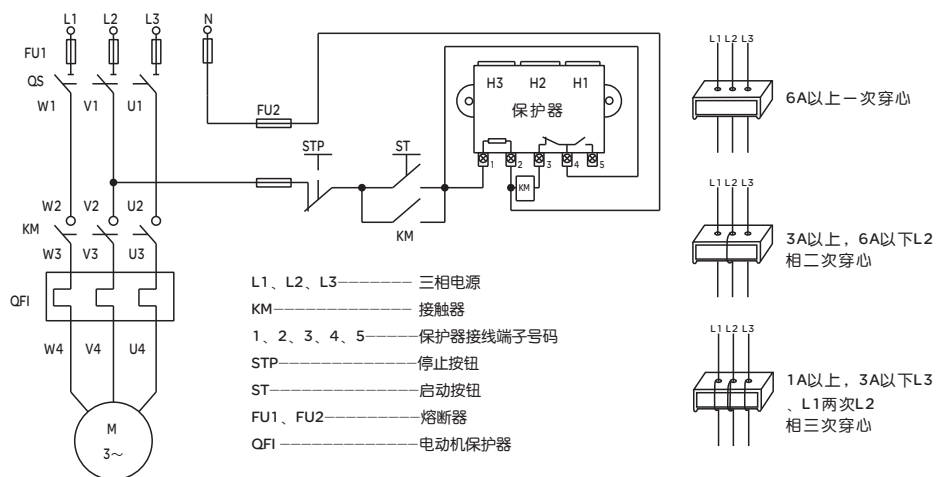 L1 L2 L3 N
FU1
QS
W1 V1 U1
FU2
STP ST
KM
H3 H2 H1
保护器
1 2 3 4 5
KM
W2 V2 U2
KM
W3 V3 U3
QFI
W4 V4 U4
M
3～
L1、L2、L3——————— 三相电源
KM——————————————接触器
1、2、3、4、5—————保护器接线端子号码
STP—————————————停止按钮
ST——————————————启动按钮
FU1、FU2—————————熔断器
QFI —————————————电动机保护器
L1 L2 L3
6A以上一次穿心
L1 L2 L3
3A以上，6A以下L2
相二次穿心
L1 L2 L3
1A以上，3A以下L3
、L1两次L2
相三次穿心